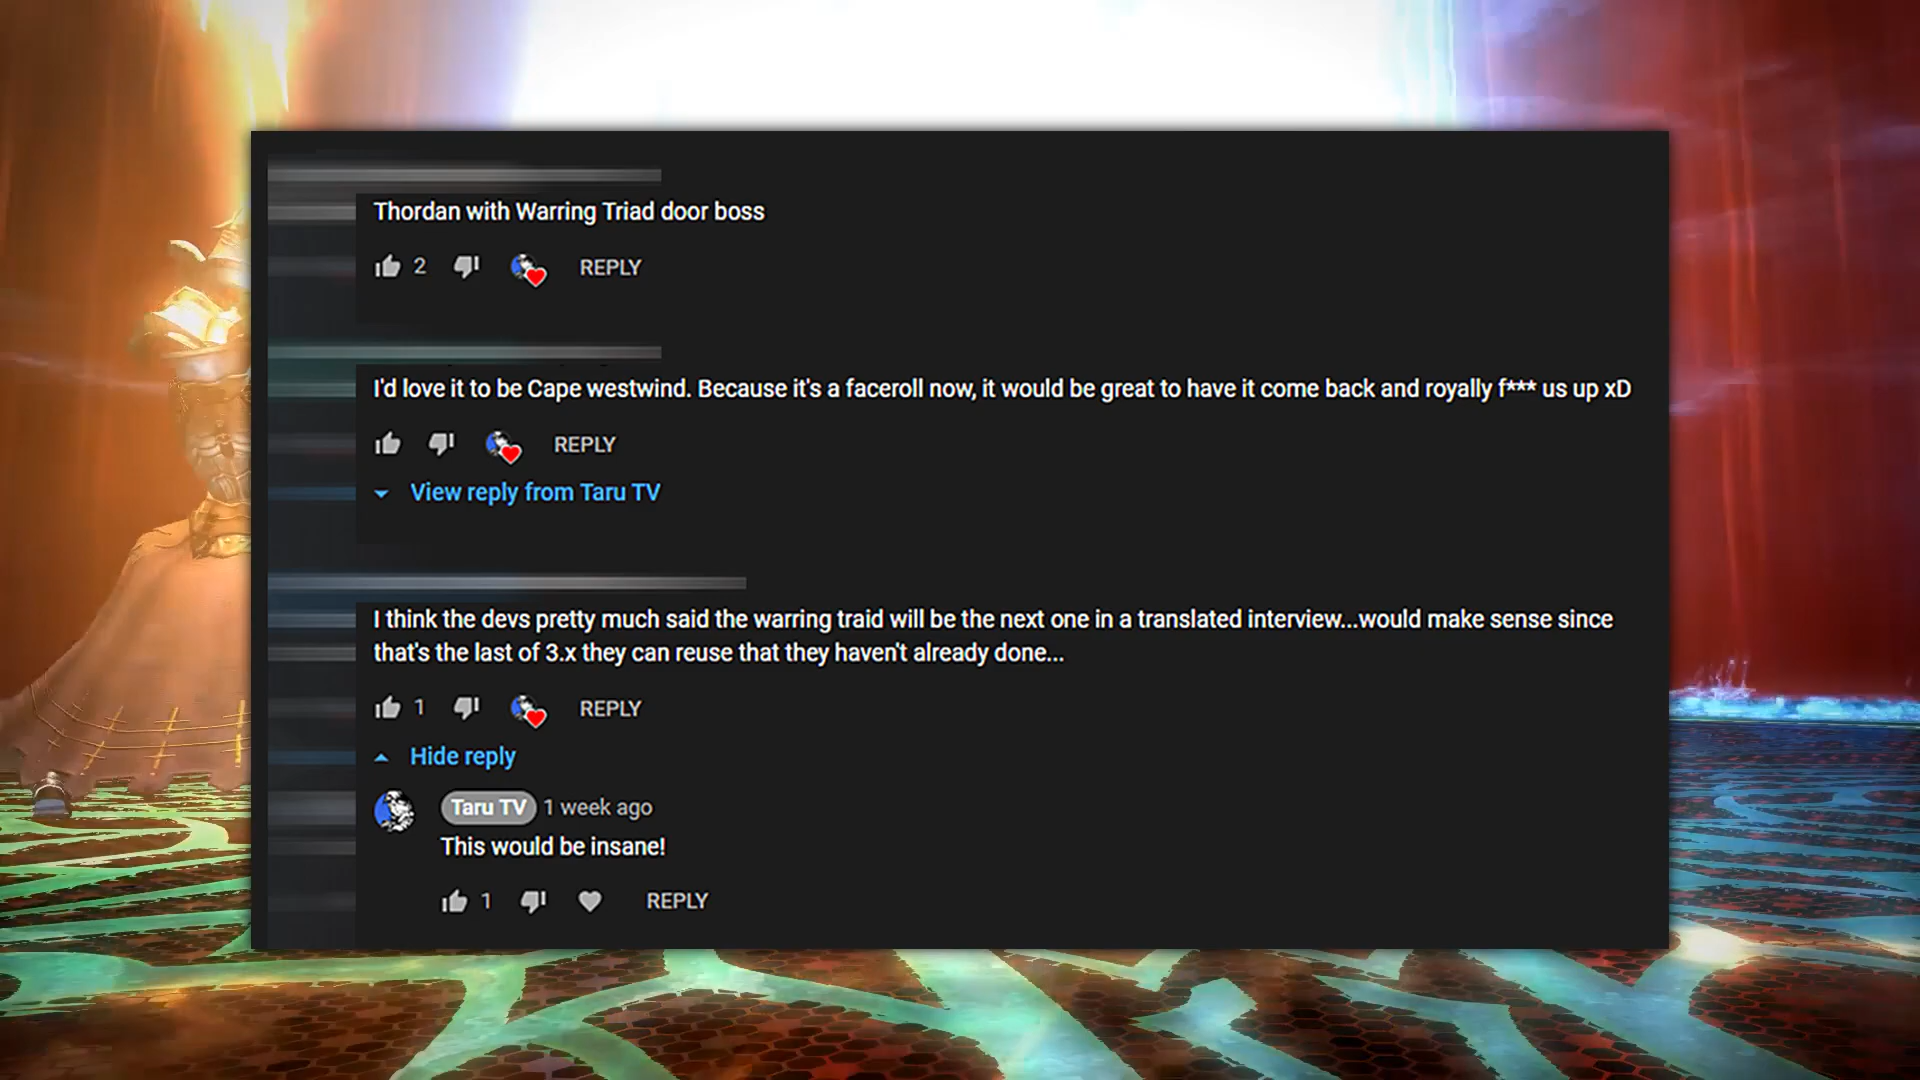 Thordan with Warring Triad door boss
2 REPLY
I'd love it to be Cape westwind. Because it's a faceroll now, it would be great to have it come back and royally f*** us up xD
REPLY
View reply from Taru TV
I think the devs pretty much said the warring traid will be the next one in a translated interview...would make sense since
that's the last of 3.x they can reuse that they haven't already done...
1 REPLY
Hide reply
Taru TV 1 week ago
This would be insane!
1 REPLY